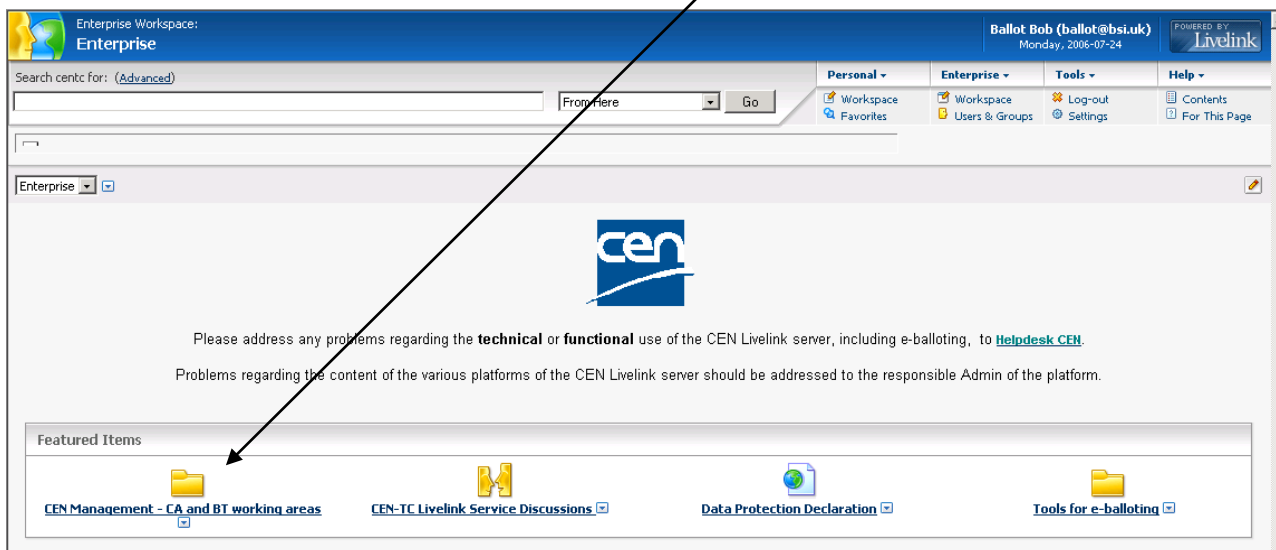 Enterprise Workspace:
Enterprise
Ballot Bob (ballot@bsi.uk)
Monday, 2006-07-24
POWERED BY
Livelink
Search centc for: (Advanced)
From Here
Go
Personal
Enterprise
Tools
Help
Workspace
Workspace
Log-out
Contents
Favorites
Users & Groups
Settings
For This Page
Enterprise
cen
Please address any problems regarding the technical or functional use of the CEN Livelink server, including e-balloting, to Helpdesk CEN.
Problems regarding the content of the various platforms of the CEN Livelink server should be addressed to the responsible Admin of the platform.
Featured Items
CEN Management - CA and BT working areas
CEN-TC Livelink Service Discussions
Data Protection Declaration
Tools for e-balloting